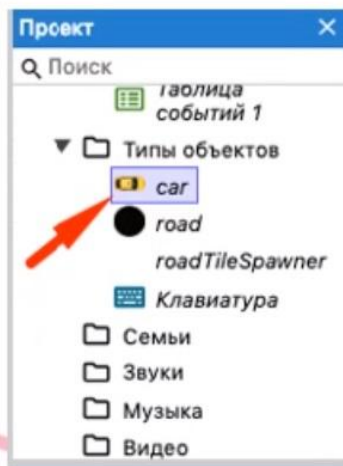 Проект
Поиск
Таблица
событий 1
Типы объектов
car
road
roadTileSpawner
Клавиатура
Семьи
Звуки
Музыка
Видео